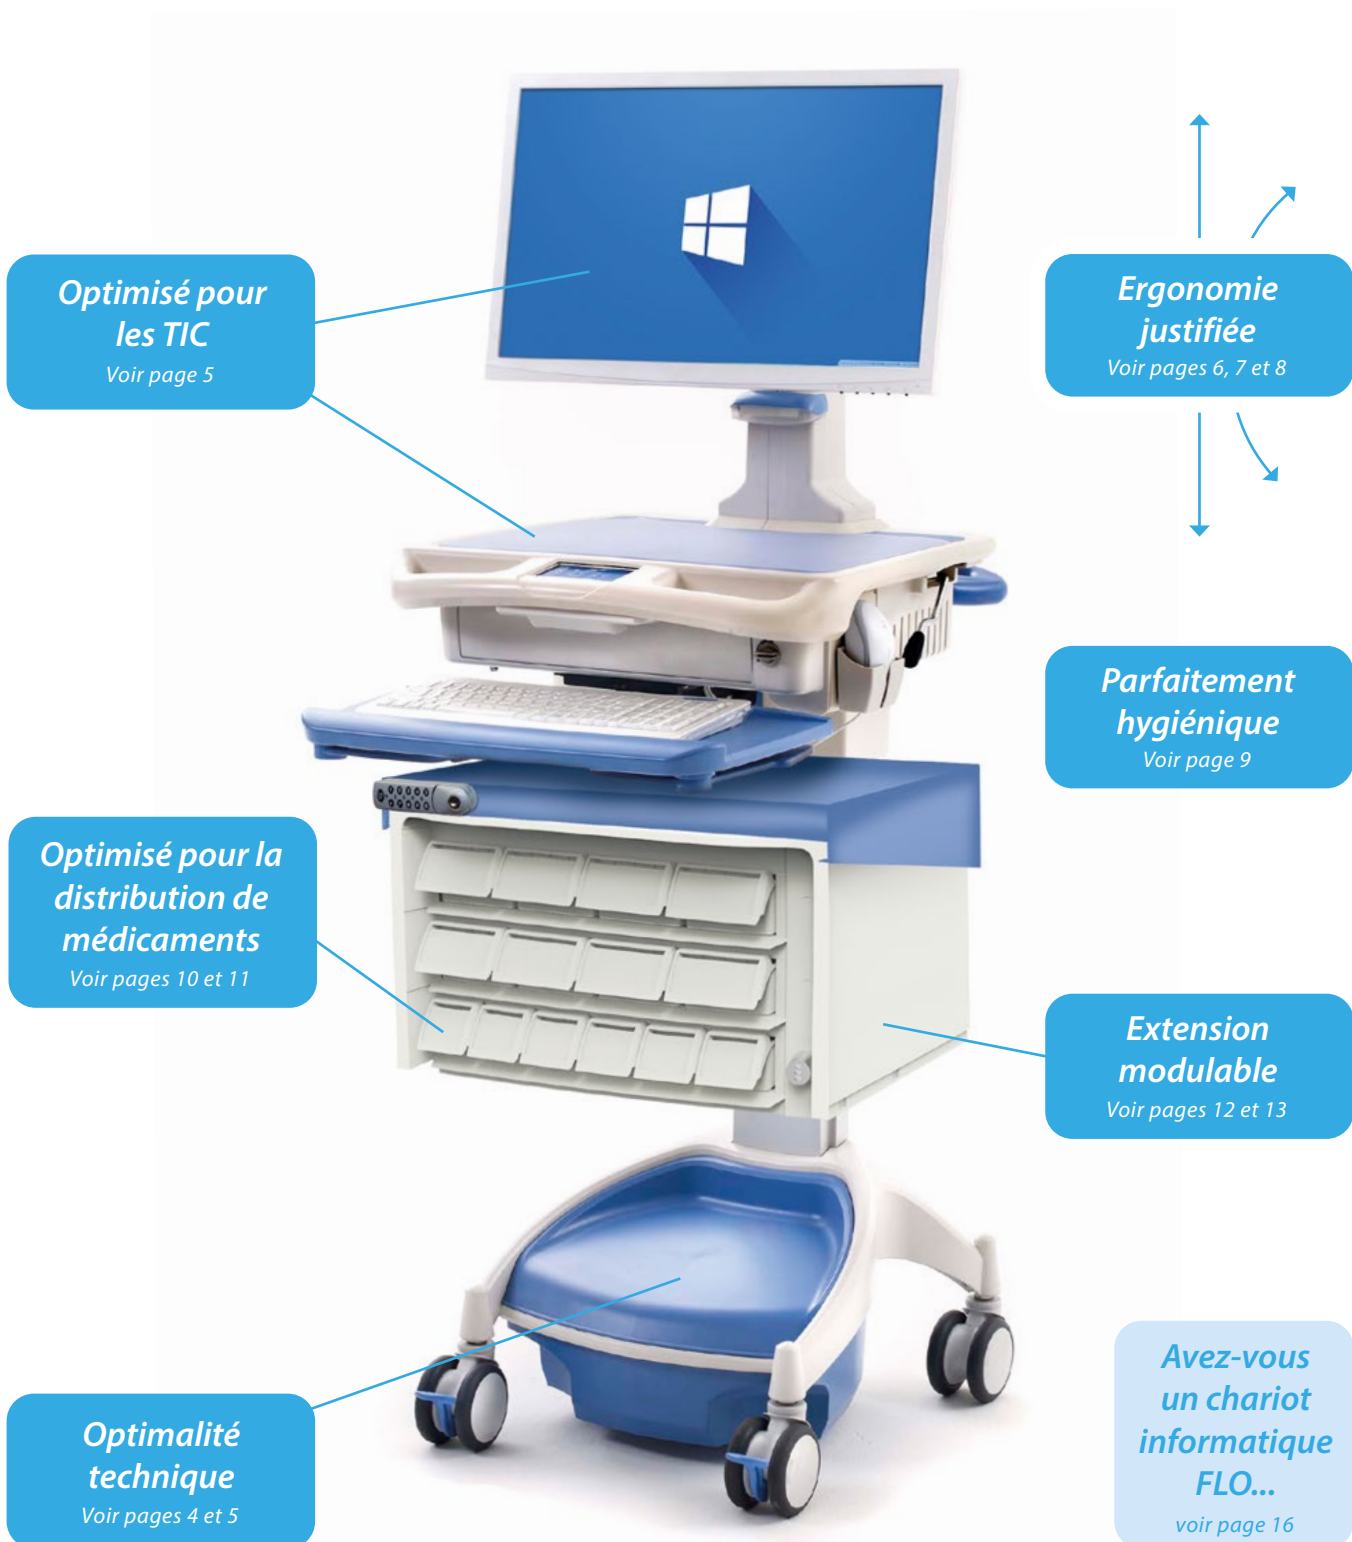 Optimisé pour
les TIC
Voir page 5
Ergonomie
justifiée
Voir pages 6, 7 et 8
Parfaitement
hygiénique
Voir page 9
Optimisé pour la
distribution de
médicaments
Voir pages 10 et 11
Extension
modulable
Voir pages 12 et 13
Optimalité
technique
Voir pages 4 et 5
Avez-vous
un chariot
informatique
FLO...
voir page 16